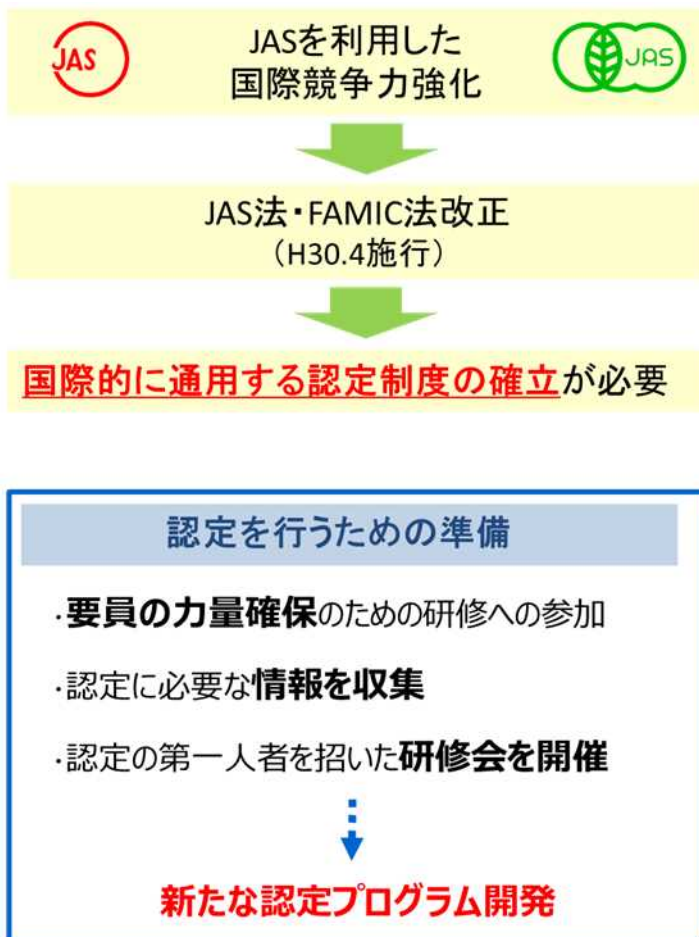 JAS
JASを利用した
国際競争力強化
JAS
JAS法・FAMIC法改正
（H30.4施行）
国際的に通用する認定制度の確立が必要
認定を行うための準備
・要員の力量確保のための研修への参加
・認定に必要な情報を収集
・認定の第一人者を招いた研修会を開催
新たな認定プログラム開発